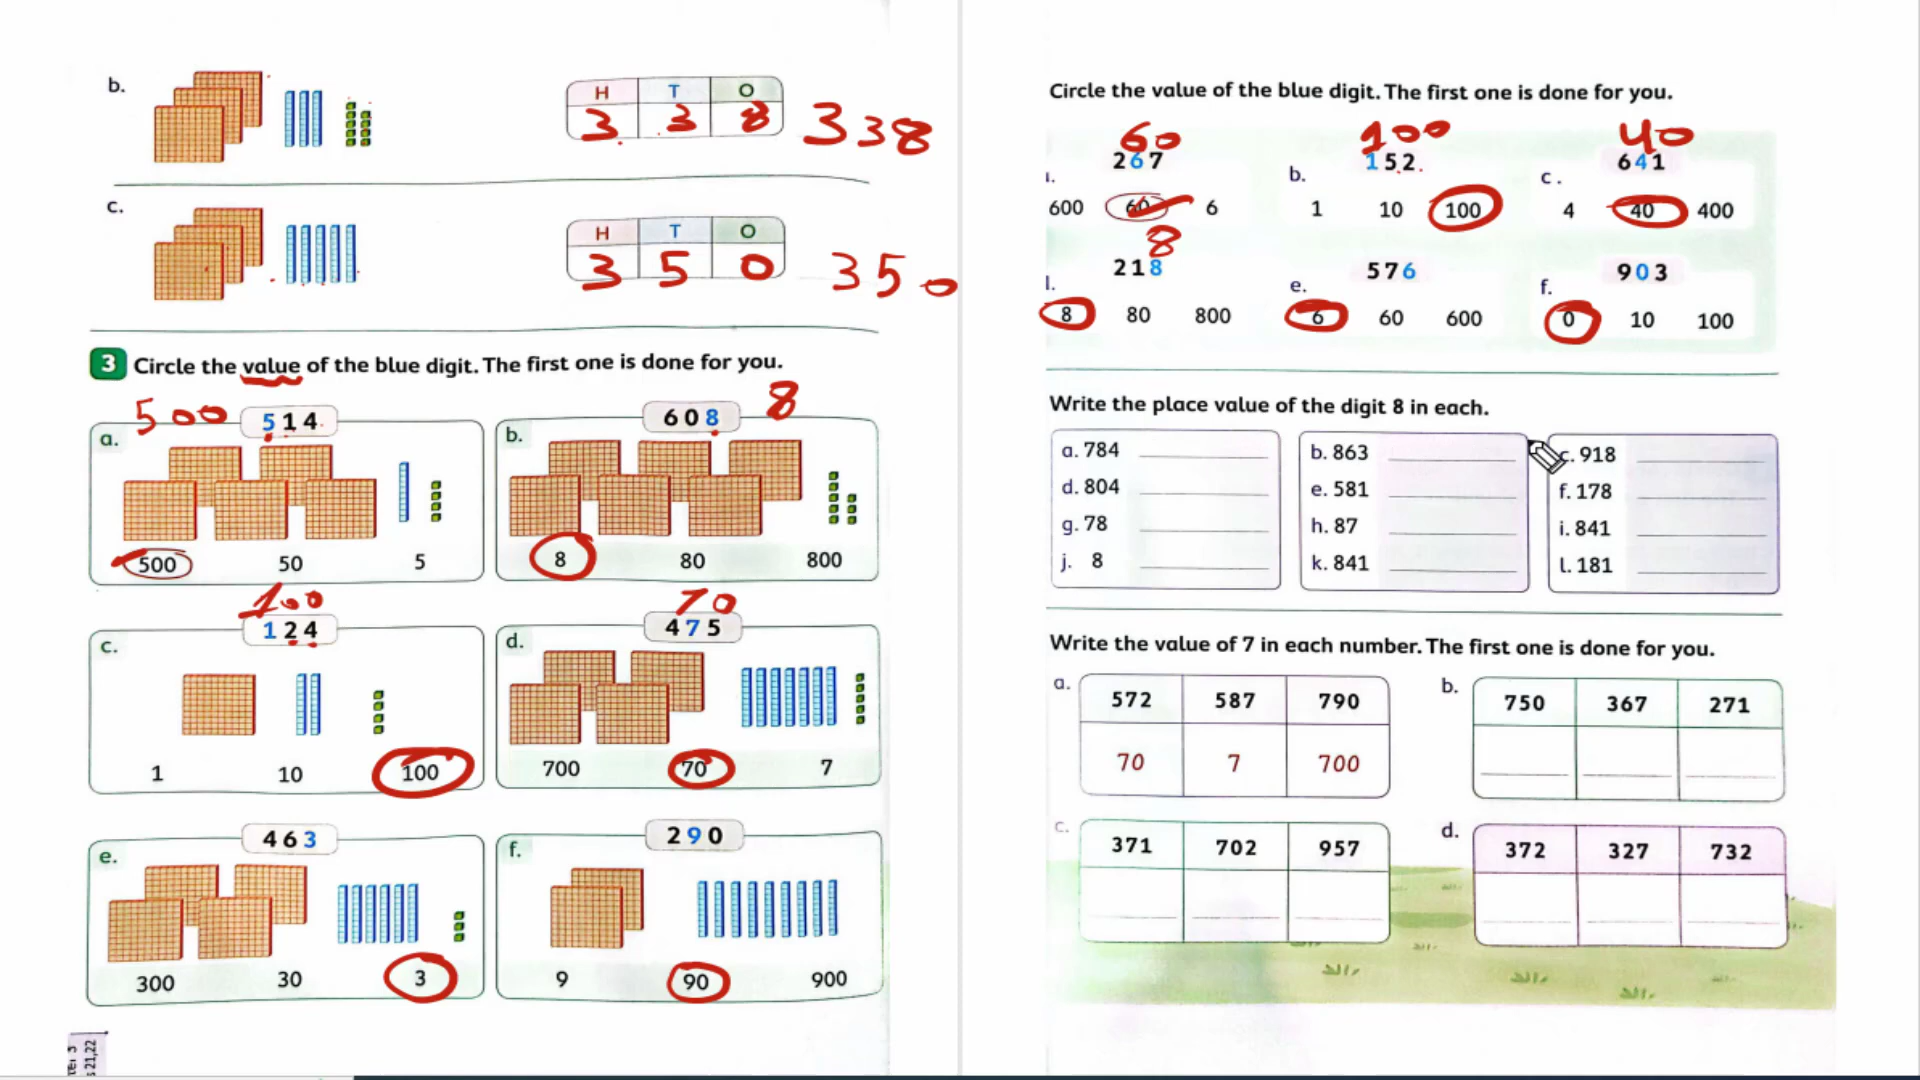 b.
H T O
3 3 8 338
c.
H T O
3 5 0 350
3 Circle the value of the blue digit. The first one is done for you.
500 514
a.
500 50 5
608 8
b.
8 80 800
100
124
c.
1 10 100
70
475
d.
700 70 7
463
e.
300 30 3
290
f.
9 90 900
s 21,22
Circle the value of the blue digit. The first one is done for you.
60 100 40
267 b. 152 c. 641
600 60 6 1 10 100 4 40 400
8
218 e. 576 f. 903
8 80 800 6 60 600 0 10 100
Write the place value of the digit 8 in each.
a. 784 b. 863 c. 918
d. 804 e. 581 f. 178
g. 78 h. 87 i. 841
j. 8 k. 841 l. 181
Write the value of 7 in each number. The first one is done for you.
a. 572 587 790 b. 750 367 271
70 7 700
c. 371 702 957 d. 372 327 732